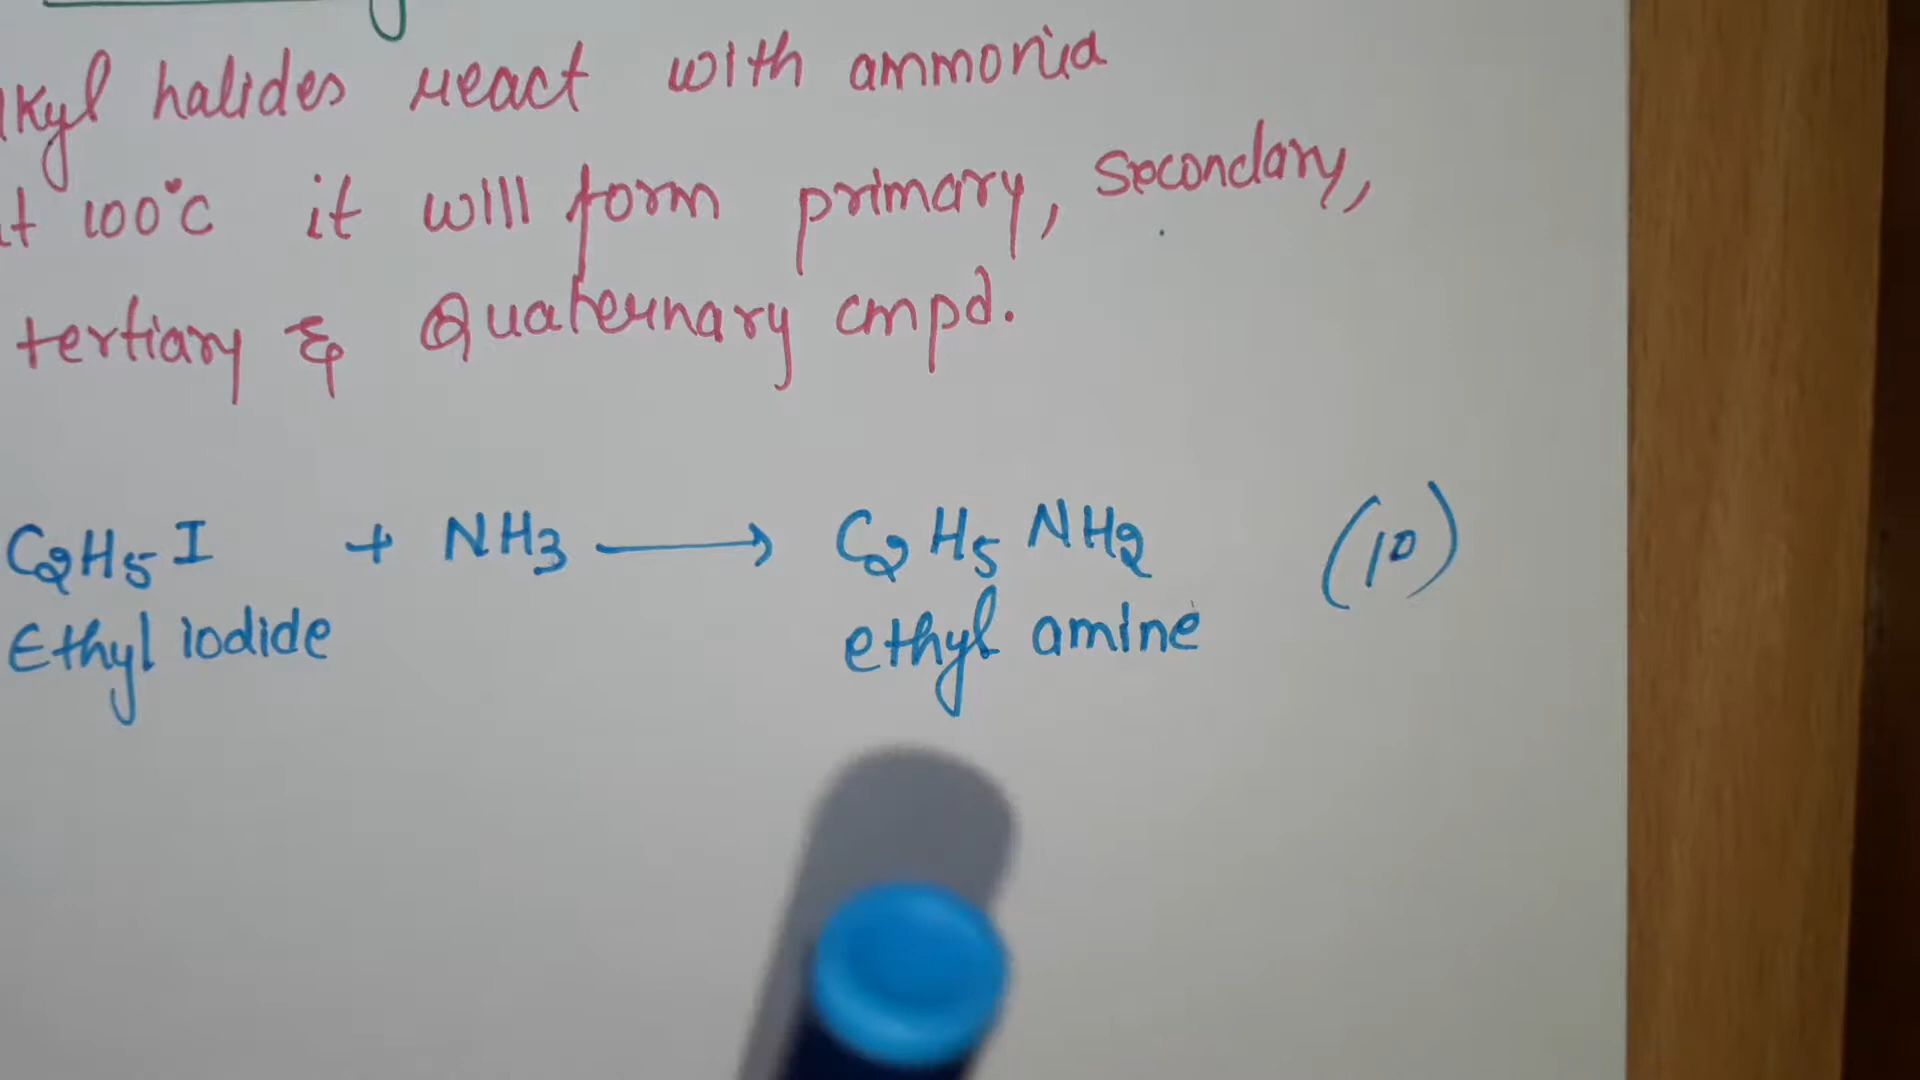 lkyl halides react with ammonia
t 100°C it will form primary, secondary,
tertiary & Quaternary cmpd.
C2H5I + NH3 ⟶ C2H5NH2 (1°)
Ethyl iodide ethyl amine